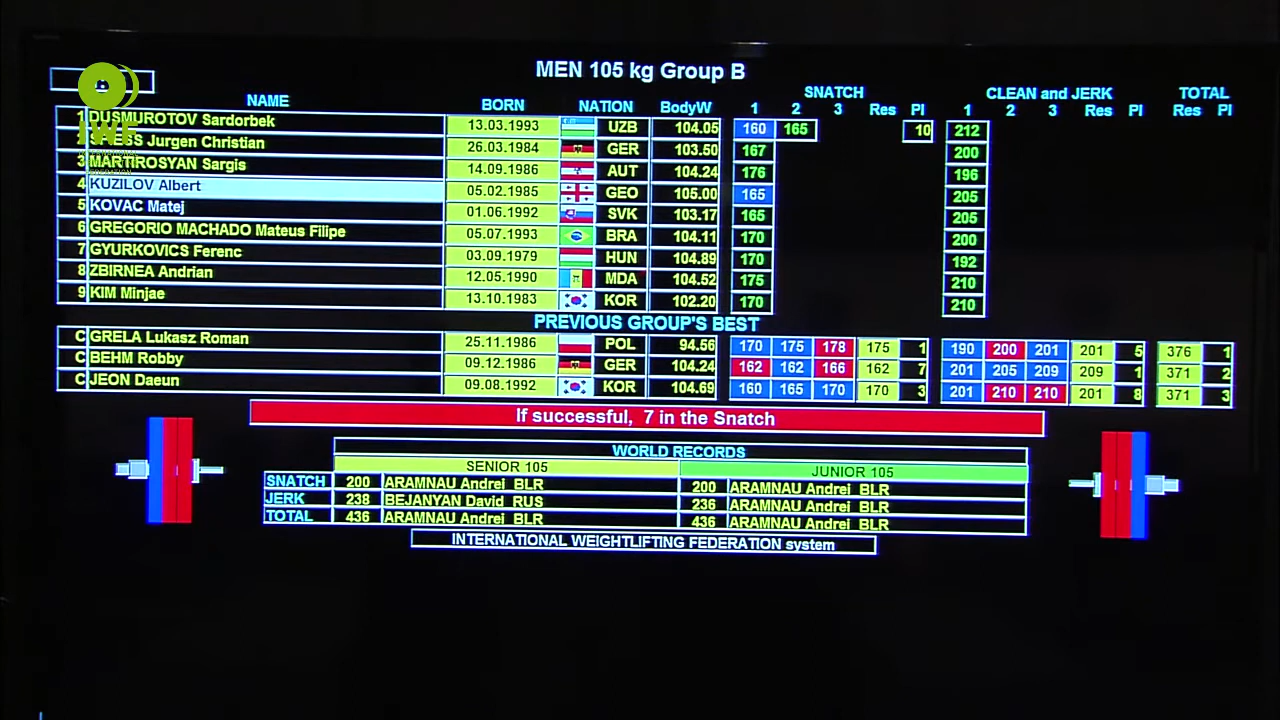 MEN 105 kg Group B
SNATCH CLEAN and JERK TOTAL
NAME BORN NATION BodyW 1 2 3 Res Pl 1 2 3 Res Pl Res Pl
1 DUSMUROTOV Sardorbek 13.03.1993 UZB 104.05 160 165 10 212
SPIESS Jurgen Christian 26.03.1984 GER 103.50 167 200
3 MARTIROSYAN Sargis 14.09.1986 AUT 104.24 176 196
4 KUZILOV Albert 05.02.1985 GEO 105.00 165 205
5 KOVAC Matej 01.06.1992 SVK 103.17 165 205
6 GREGORIO MACHADO Mateus Filipe 05.07.1993 BRA 104.11 170 200
7 GYURKOVICS Ferenc 03.09.1979 HUN 104.89 170 192
8 ZBIRNEA Andrian 12.05.1990 MDA 104.52 175 210
9 KIM Minjae 13.10.1983 KOR 102.20 170 210
PREVIOUS GROUP'S BEST
C GRELA Lukasz Roman 25.11.1986 POL 94.56 170 175 178 175 1 190 200 201 201 5 376 1
C BEHM Robby 09.12.1986 GER 104.24 162 162 166 162 7 201 205 209 209 1 371 2
C JEON Daeun 09.08.1992 KOR 104.69 160 165 170 170 3 201 210 210 201 8 371 3
If successful, 7 in the Snatch
WORLD RECORDS
SENIOR 105 JUNIOR 105
SNATCH 200 ARAMNAU Andrei BLR 200 ARAMNAU Andrei BLR
JERK 238 BEJANYAN David RUS 236 ARAMNAU Andrei BLR
TOTAL 436 ARAMNAU Andrei BLR 436 ARAMNAU Andrei BLR
INTERNATIONAL WEIGHTLIFTING FEDERATION system
IWF